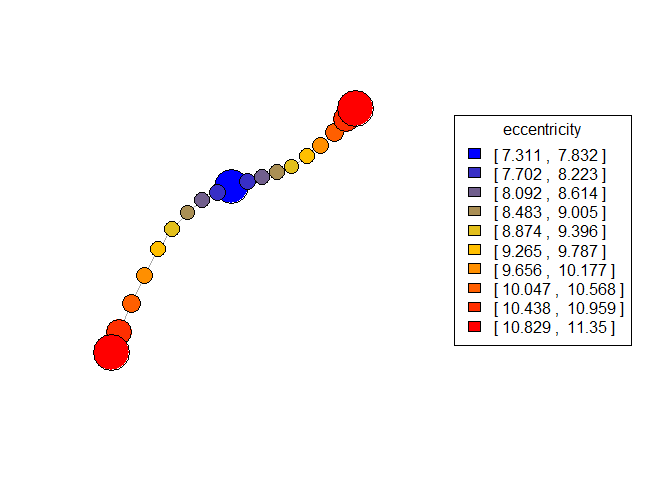 eccentricity
[ 7.311 , 7.832 ]
[ 7.702 , 8.223 ]
[ 8.092 , 8.614 ]
[ 8.483 , 9.005 ]
[ 8.874 , 9.396 ]
[ 9.265 , 9.787 ]
[ 9.656 , 10.177 ]
[ 10.047 , 10.568 ]
[ 10.438 , 10.959 ]
[ 10.829 , 11.35 ]